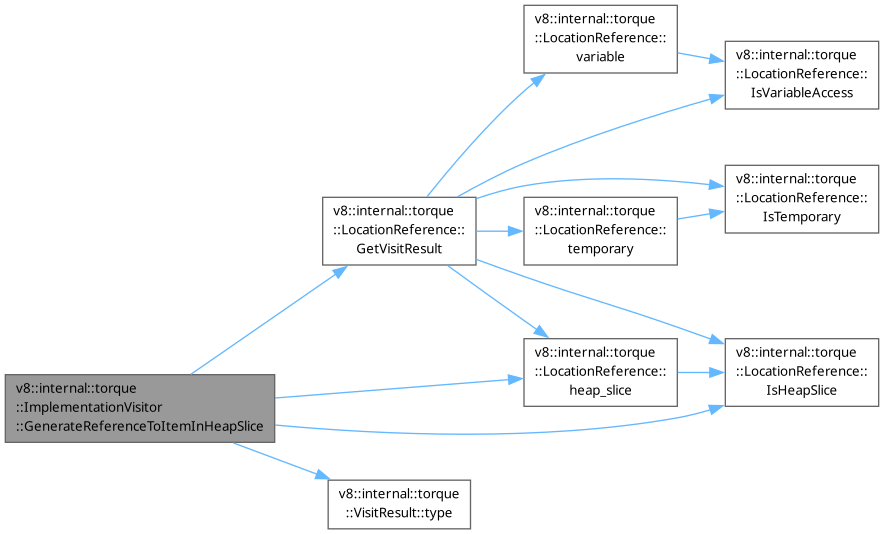 v8::internal::torque
::LocationReference::
variable
v8::internal::torque
::LocationReference::
IsVariableAccess
v8::internal::torque
::LocationReference::
IsTemporary
v8::internal::torque
::LocationReference::
GetVisitResult
v8::internal::torque
::LocationReference::
temporary
v8::internal::torque
::LocationReference::
heap_slice
v8::internal::torque
::LocationReference::
IsHeapSlice
v8::internal::torque
::ImplementationVisitor
::GenerateReferenceToItemInHeapSlice
v8::internal::torque
::VisitResult::type